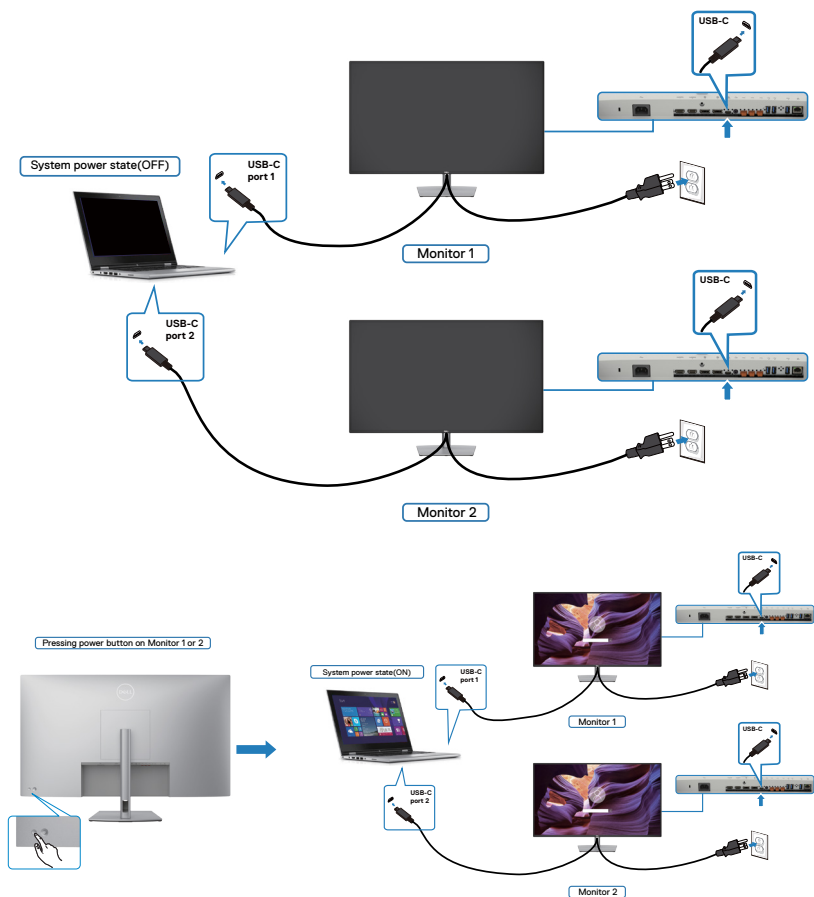 USB-C
System power state(OFF)
USB-C
port 1
Monitor 1
USB-C
USB-C
port 2
Monitor 2
USB-C
Pressing power button on Monitor 1 or 2
System power state(ON)
USB-C
port 1
DELL
Monitor 1
USB-C
USB-C
port 2
Monitor 2